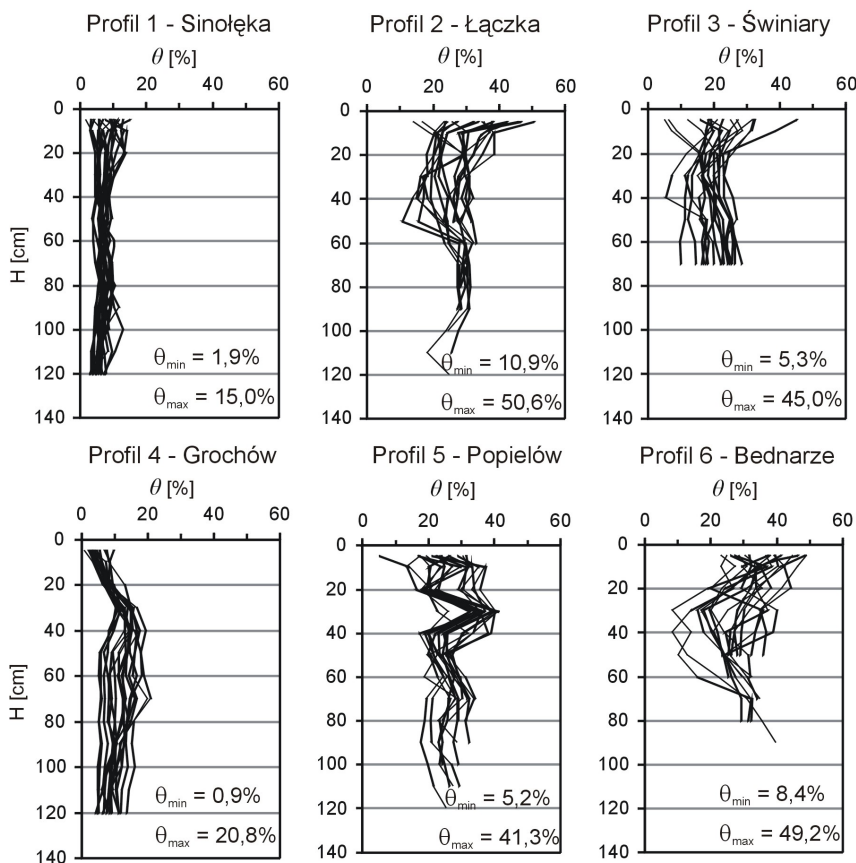 Profil 1 - Sinołęka
θ [%]
0 20 40 60
0
20
40
60
80
100
120
140
H [cm]
θmin = 1,9%
θmax = 15,0%
Profil 2 - Łączka
θ [%]
0 20 40 60
0
20
40
60
80
100
120
140
θmin = 10,9%
θmax = 50,6%
Profil 3 - Świniary
θ [%]
0 20 40 60
0
20
40
60
80
100
120
140
θmin = 5,3%
θmax = 45,0%
Profil 4 - Grochów
θ [%]
0 20 40 60
0
20
40
60
80
100
120
140
H [cm]
θmin = 0,9%
θmax = 20,8%
Profil 5 - Popielów
θ [%]
0 20 40 60
0
20
40
60
80
100
120
140
θmin = 5,2%
θmax = 41,3%
Profil 6 - Bednarze
θ [%]
0 20 40 60
0
20
40
60
80
100
120
140
θmin = 8,4%
θmax = 49,2%